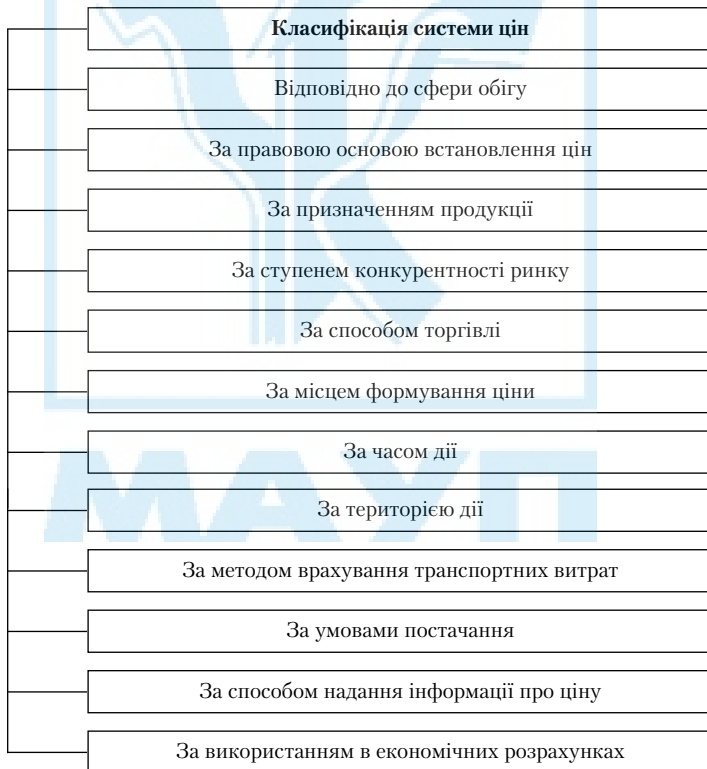 Класифікація системи цін
Відповідно до сфери обігу
За правовою основою встановлення цін
За призначенням продукції
За ступенем конкурентності ринку
За способом торгівлі
За місцем формування ціни
За часом дії
За територією дії
За методом врахування транспортних витрат
За умовами постачання
За способом надання інформації про ціну
За використанням в економічних розрахунках
МАУП